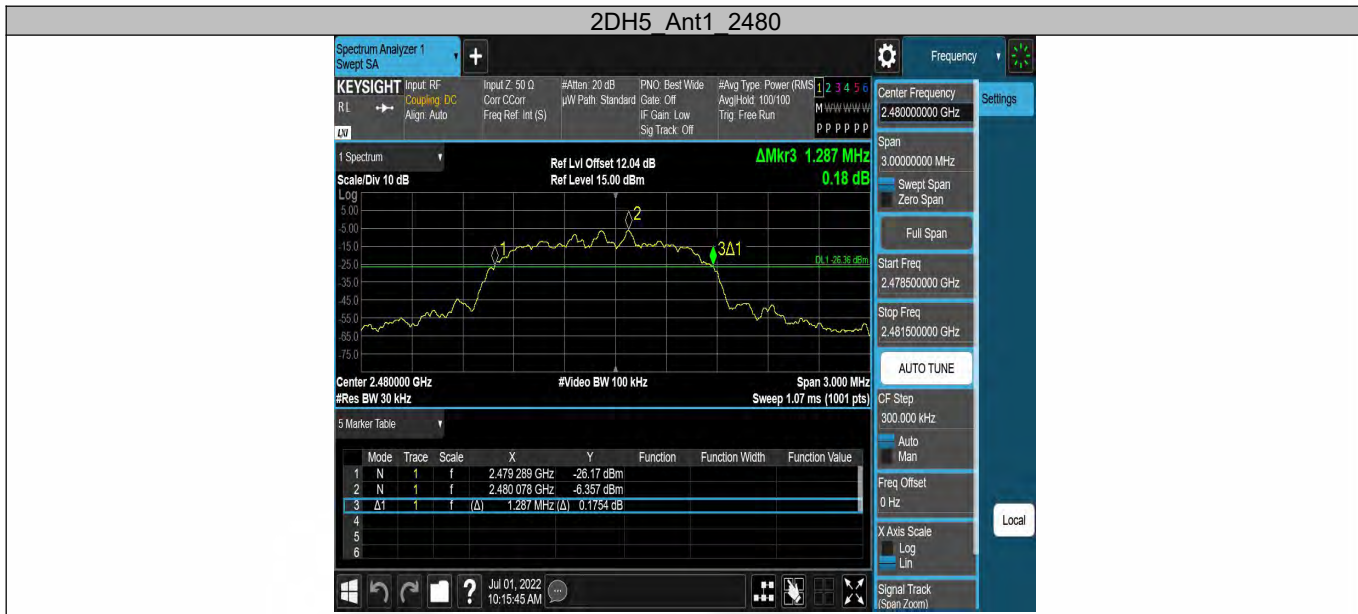 2DH5_Ant1_2480
Spectrum Analyzer 1
Swept SA
+
Frequency
KEYSIGHT
RL
LXI
Input: RF
Coupling: DC
Align: Auto
Input Z: 50 Ω
Corr CCorr
Freq Ref: Int (S)
#Atten: 20 dB
µW Path: Standard
PNO: Best Wide
Gate: Off
IF Gain: Low
Sig Track: Off
#Avg Type: Power (RMS
Avg|Hold: 100/100
Trig: Free Run
1 2 3 4 5 6
M W W W W W
P P P P P P
1 Spectrum
Scale/Div 10 dB
Ref Lvl Offset 12.04 dB
Ref Level 15.00 dBm
ΔMkr3 1.287 MHz
0.18 dB
Log
5.00
-5.00
-15.0
-25.0
-35.0
-45.0
-55.0
-65.0
-75.0
1
2
3Δ1
DL1 -26.36 dBm
Center 2.480000 GHz
#Video BW 100 kHz
Span 3.000 MHz
#Res BW 30 kHz
Sweep 1.07 ms (1001 pts)
5 Marker Table
Mode Trace Scale X Y Function Function Width Function Value
1 N 1 f 2.479 289 GHz -26.17 dBm
2 N 1 f 2.480 078 GHz -6.357 dBm
3 Δ1 1 f (Δ) 1.287 MHz (Δ) 0.1754 dB
4
5
6
?
Jul 01, 2022
10:15:45 AM
Center Frequency
2.480000000 GHz
Settings
Span
3.00000000 MHz
Swept Span
Zero Span
Full Span
Start Freq
2.478500000 GHz
Stop Freq
2.481500000 GHz
AUTO TUNE
CF Step
300.000 kHz
Auto
Man
Freq Offset
0 Hz
X Axis Scale
Log
Lin
Local
Signal Track
(Span Zoom)